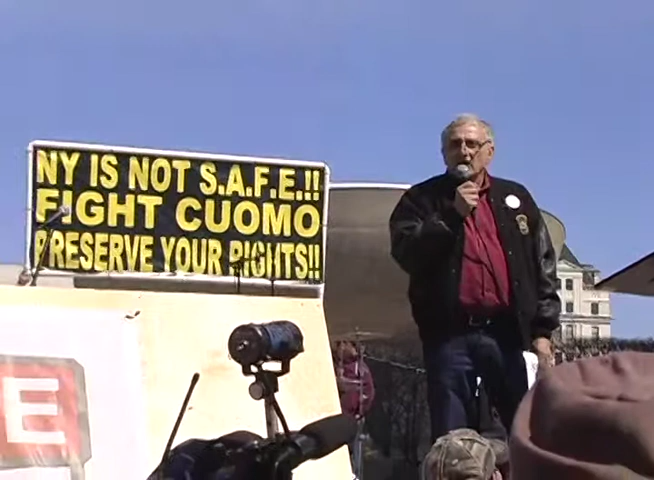 NY IS NOT S.A.F.E.!!
FIGHT CUOMO
PRESERVE YOUR RIGHTS!!
E